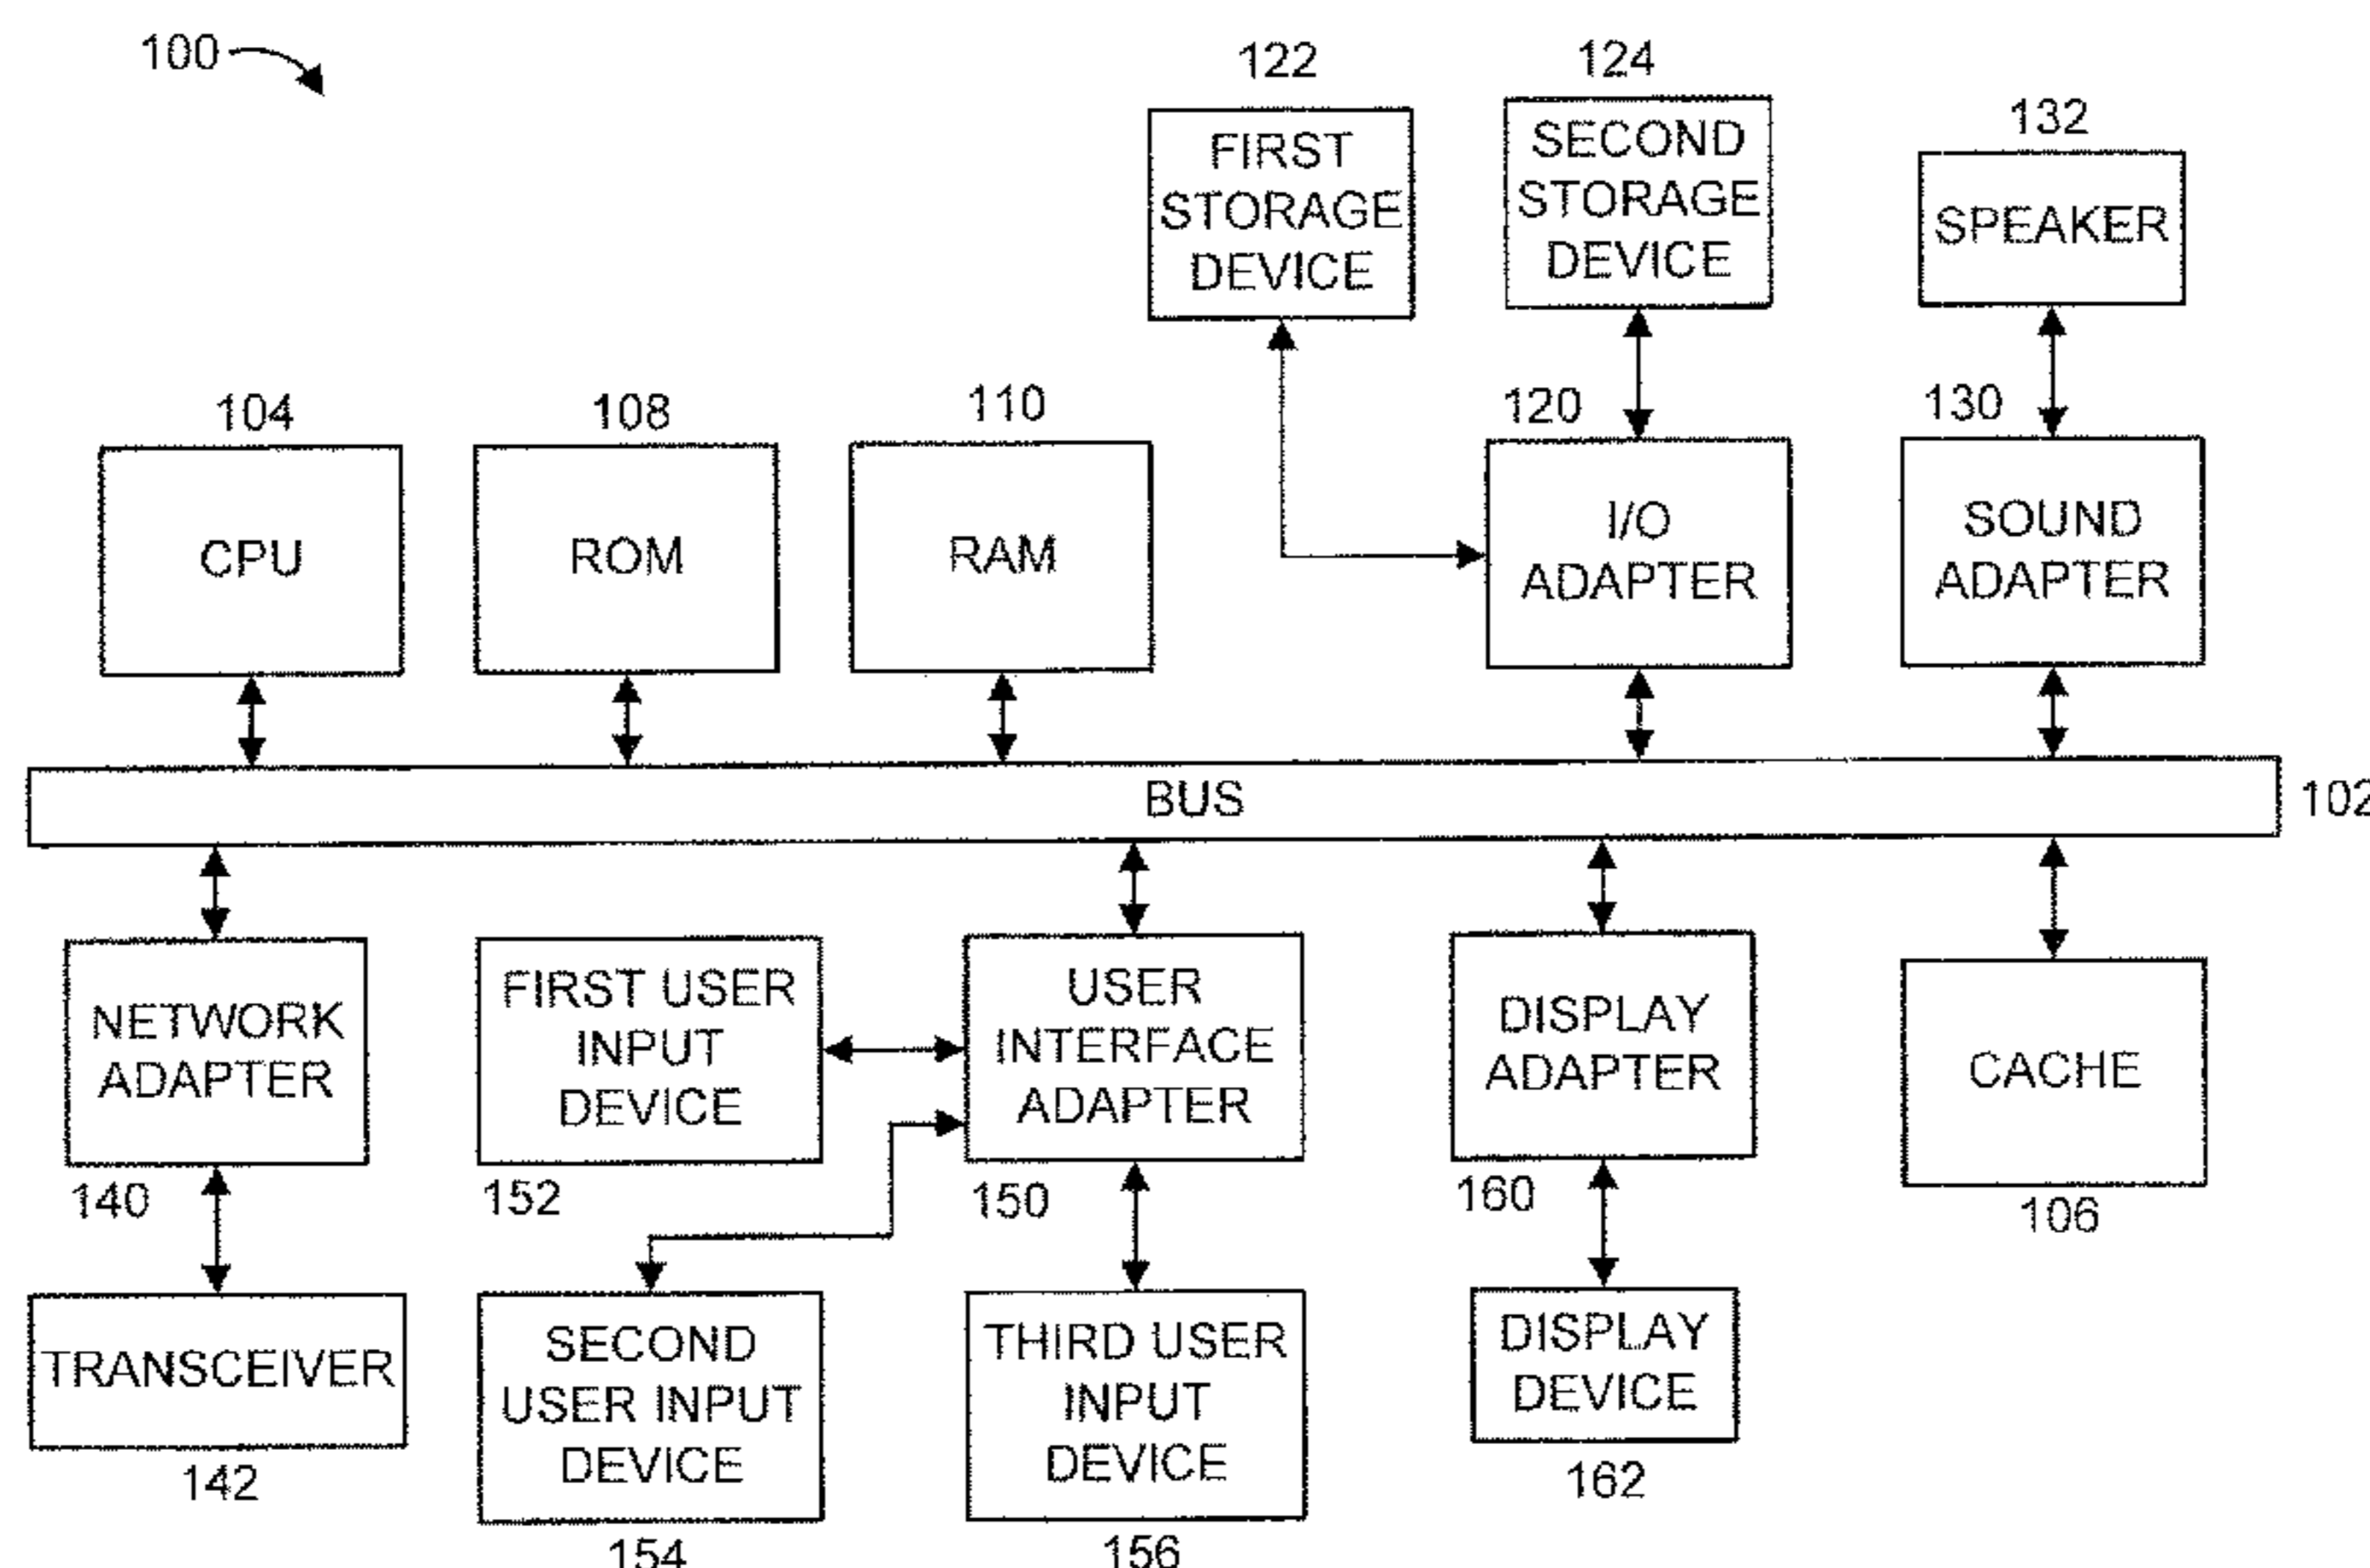 100
122
FIRST
STORAGE
DEVICE
124
SECOND
STORAGE
DEVICE
132
SPEAKER
104
CPU
108
ROM
110
RAM
120
I/O
ADAPTER
130
SOUND
ADAPTER
BUS
102
NETWORK
ADAPTER
140
FIRST USER
INPUT
DEVICE
152
USER
INTERFACE
ADAPTER
150
DISPLAY
ADAPTER
160
CACHE
106
TRANSCEIVER
142
SECOND
USER INPUT
DEVICE
154
THIRD USER
INPUT
DEVICE
156
DISPLAY
DEVICE
162